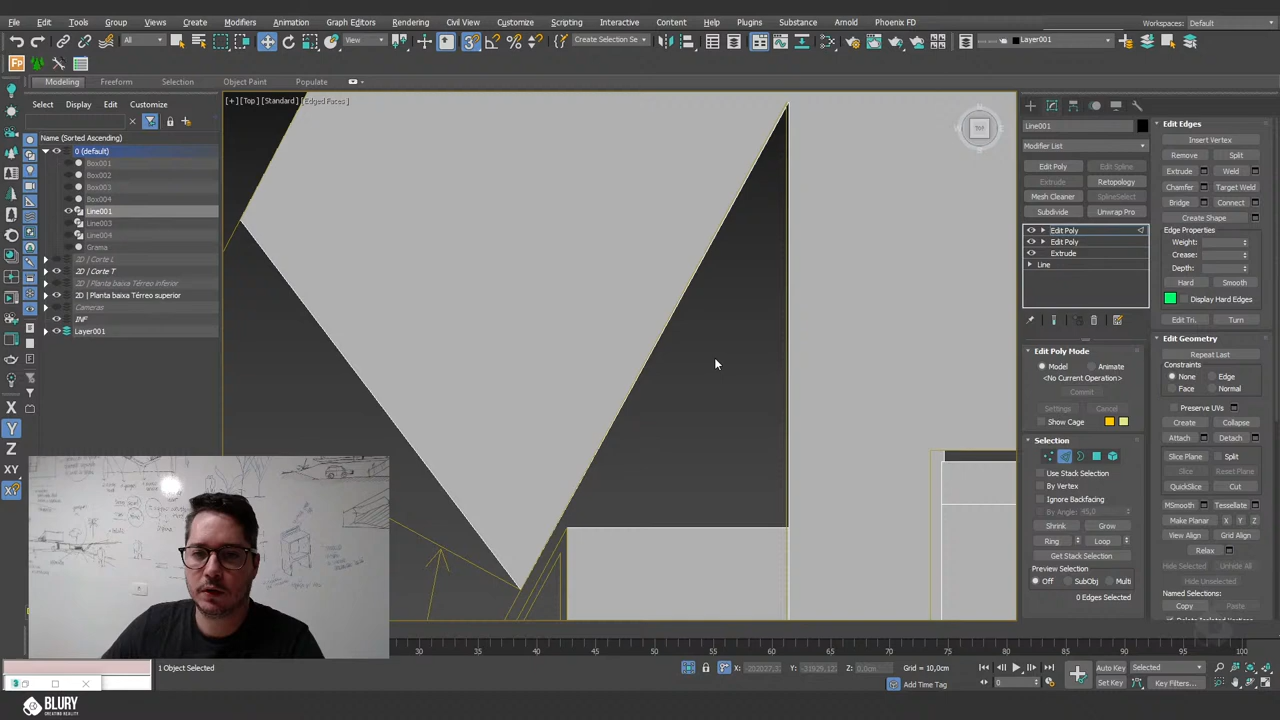 File Edit Tools Group Views Create Modifiers Animation Graph Editors Rendering Civil View Customize Scripting Interactive Content Help Plugins Substance Arnold Phoenix FD Workspaces: Default
All View Create Selection Se Layer001
Modeling Freeform Selection Object Paint Populate
Select Display Edit Customize
Name (Sorted Ascending)
0 (default)
Box001
Box002
Box003
Box004
Line001
Line003
Line004
Grama
2D | Corte L
2D | Corte T
2D | Planta baixa Térreo inferior
2D | Planta baixa Térreo superior
Cameras
INF
Layer001
X
Y
Z
XY
[+] [Top] [Standard] [Edged Faces]
Line001
Modifier List
Edit Poly Edit Spline
Extrude Retopology
Mesh Cleaner SplineSelect
Subdivide Unwrap Pro
Edit Poly
Edit Poly
Extrude
Line
Edit Poly Mode
Model Animate
<No Current Operation>
Commit
Settings Cancel
Show Cage
Selection
Use Stack Selection
By Vertex
Ignore Backfacing
By Angle: 45,0
Shrink Grow
Ring Loop
Get Stack Selection
Preview Selection
Off SubObj Multi
0 Edges Selected
Edit Edges
Insert Vertex
Remove Split
Extrude Weld
Chamfer Target Weld
Bridge Connect
Create Shape
Edge Properties
Weight:
Crease:
Depth:
Hard Smooth
Display Hard Edges
Edit Tri. Turn
Edit Geometry
Repeat Last
Constraints
None Edge
Face Normal
Preserve UVs
Create Collapse
Attach Detach
Slice Plane Split
Slice Reset Plane
QuickSlice Cut
MSmooth Tessellate
Make Planar X Y Z
View Align Grid Align
Relax
Hide Selected Unhide All
Hide Unselected
Named Selections:
Copy Paste
30 35 40 45 50 55 60 65 70 75 80 85 90 95 100
1 Object Selected
X: Y: Z: 0,0cm Grid = 10,0cm
Add Time Tag
0
Auto Key Selected
Set Key Key Filters...
3
BLURY
CREATING REALITY